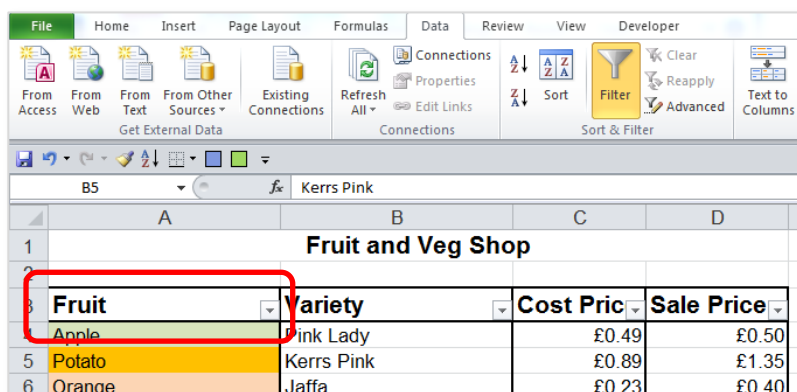 File Home Insert Page Layout Formulas Data Review View Developer
From Access
From Web
From Text
From Other Sources
Existing Connections
Refresh All
Connections
Properties
Edit Links
A Z
Z A
A Z Z A
Sort
Filter
Clear
Reapply
Advanced
Text to Columns
Get External Data Connections Sort & Filter
A Z
B5 fx Kerrs Pink
A B C D
1 Fruit and Veg Shop
2
3 Fruit Variety Cost Pric Sale Price
4 Apple Pink Lady £0.49 £0.50
5 Potato Kerrs Pink £0.89 £1.35
6 Orange Jaffa £0.23 £0.40